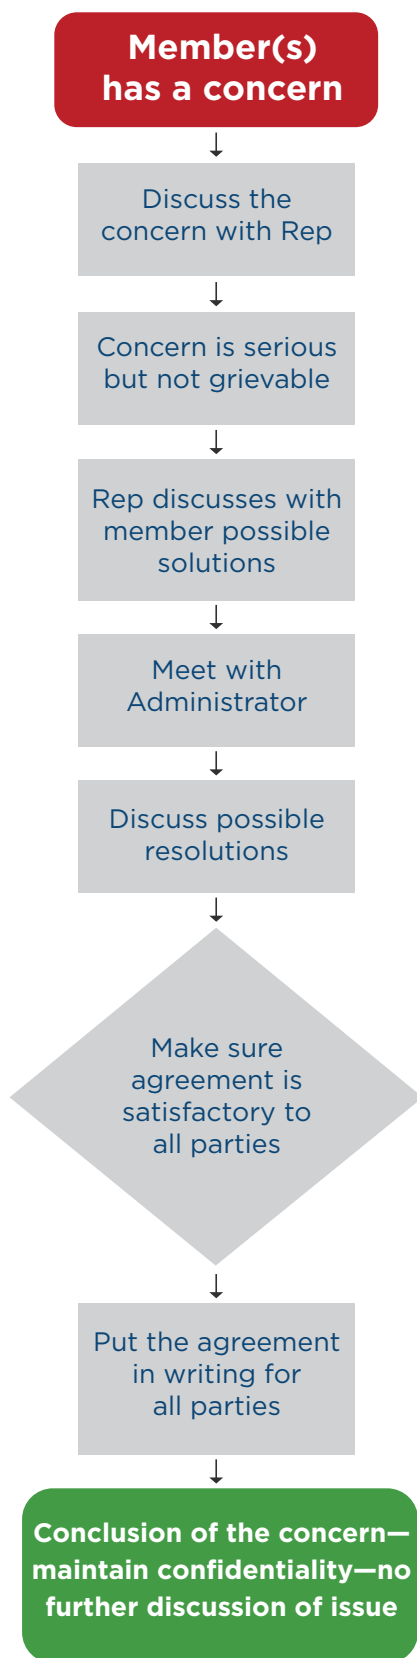 Member(s)
has a concern
Discuss the
concern with Rep
Concern is serious
but not grievable
Rep discusses with
member possible
solutions
Meet with
Administrator
Discuss possible
resolutions
Make sure
agreement is
satisfactory to
all parties
Put the agreement
in writing for
all parties
Conclusion of the concern—
maintain confidentiality—no
further discussion of issue